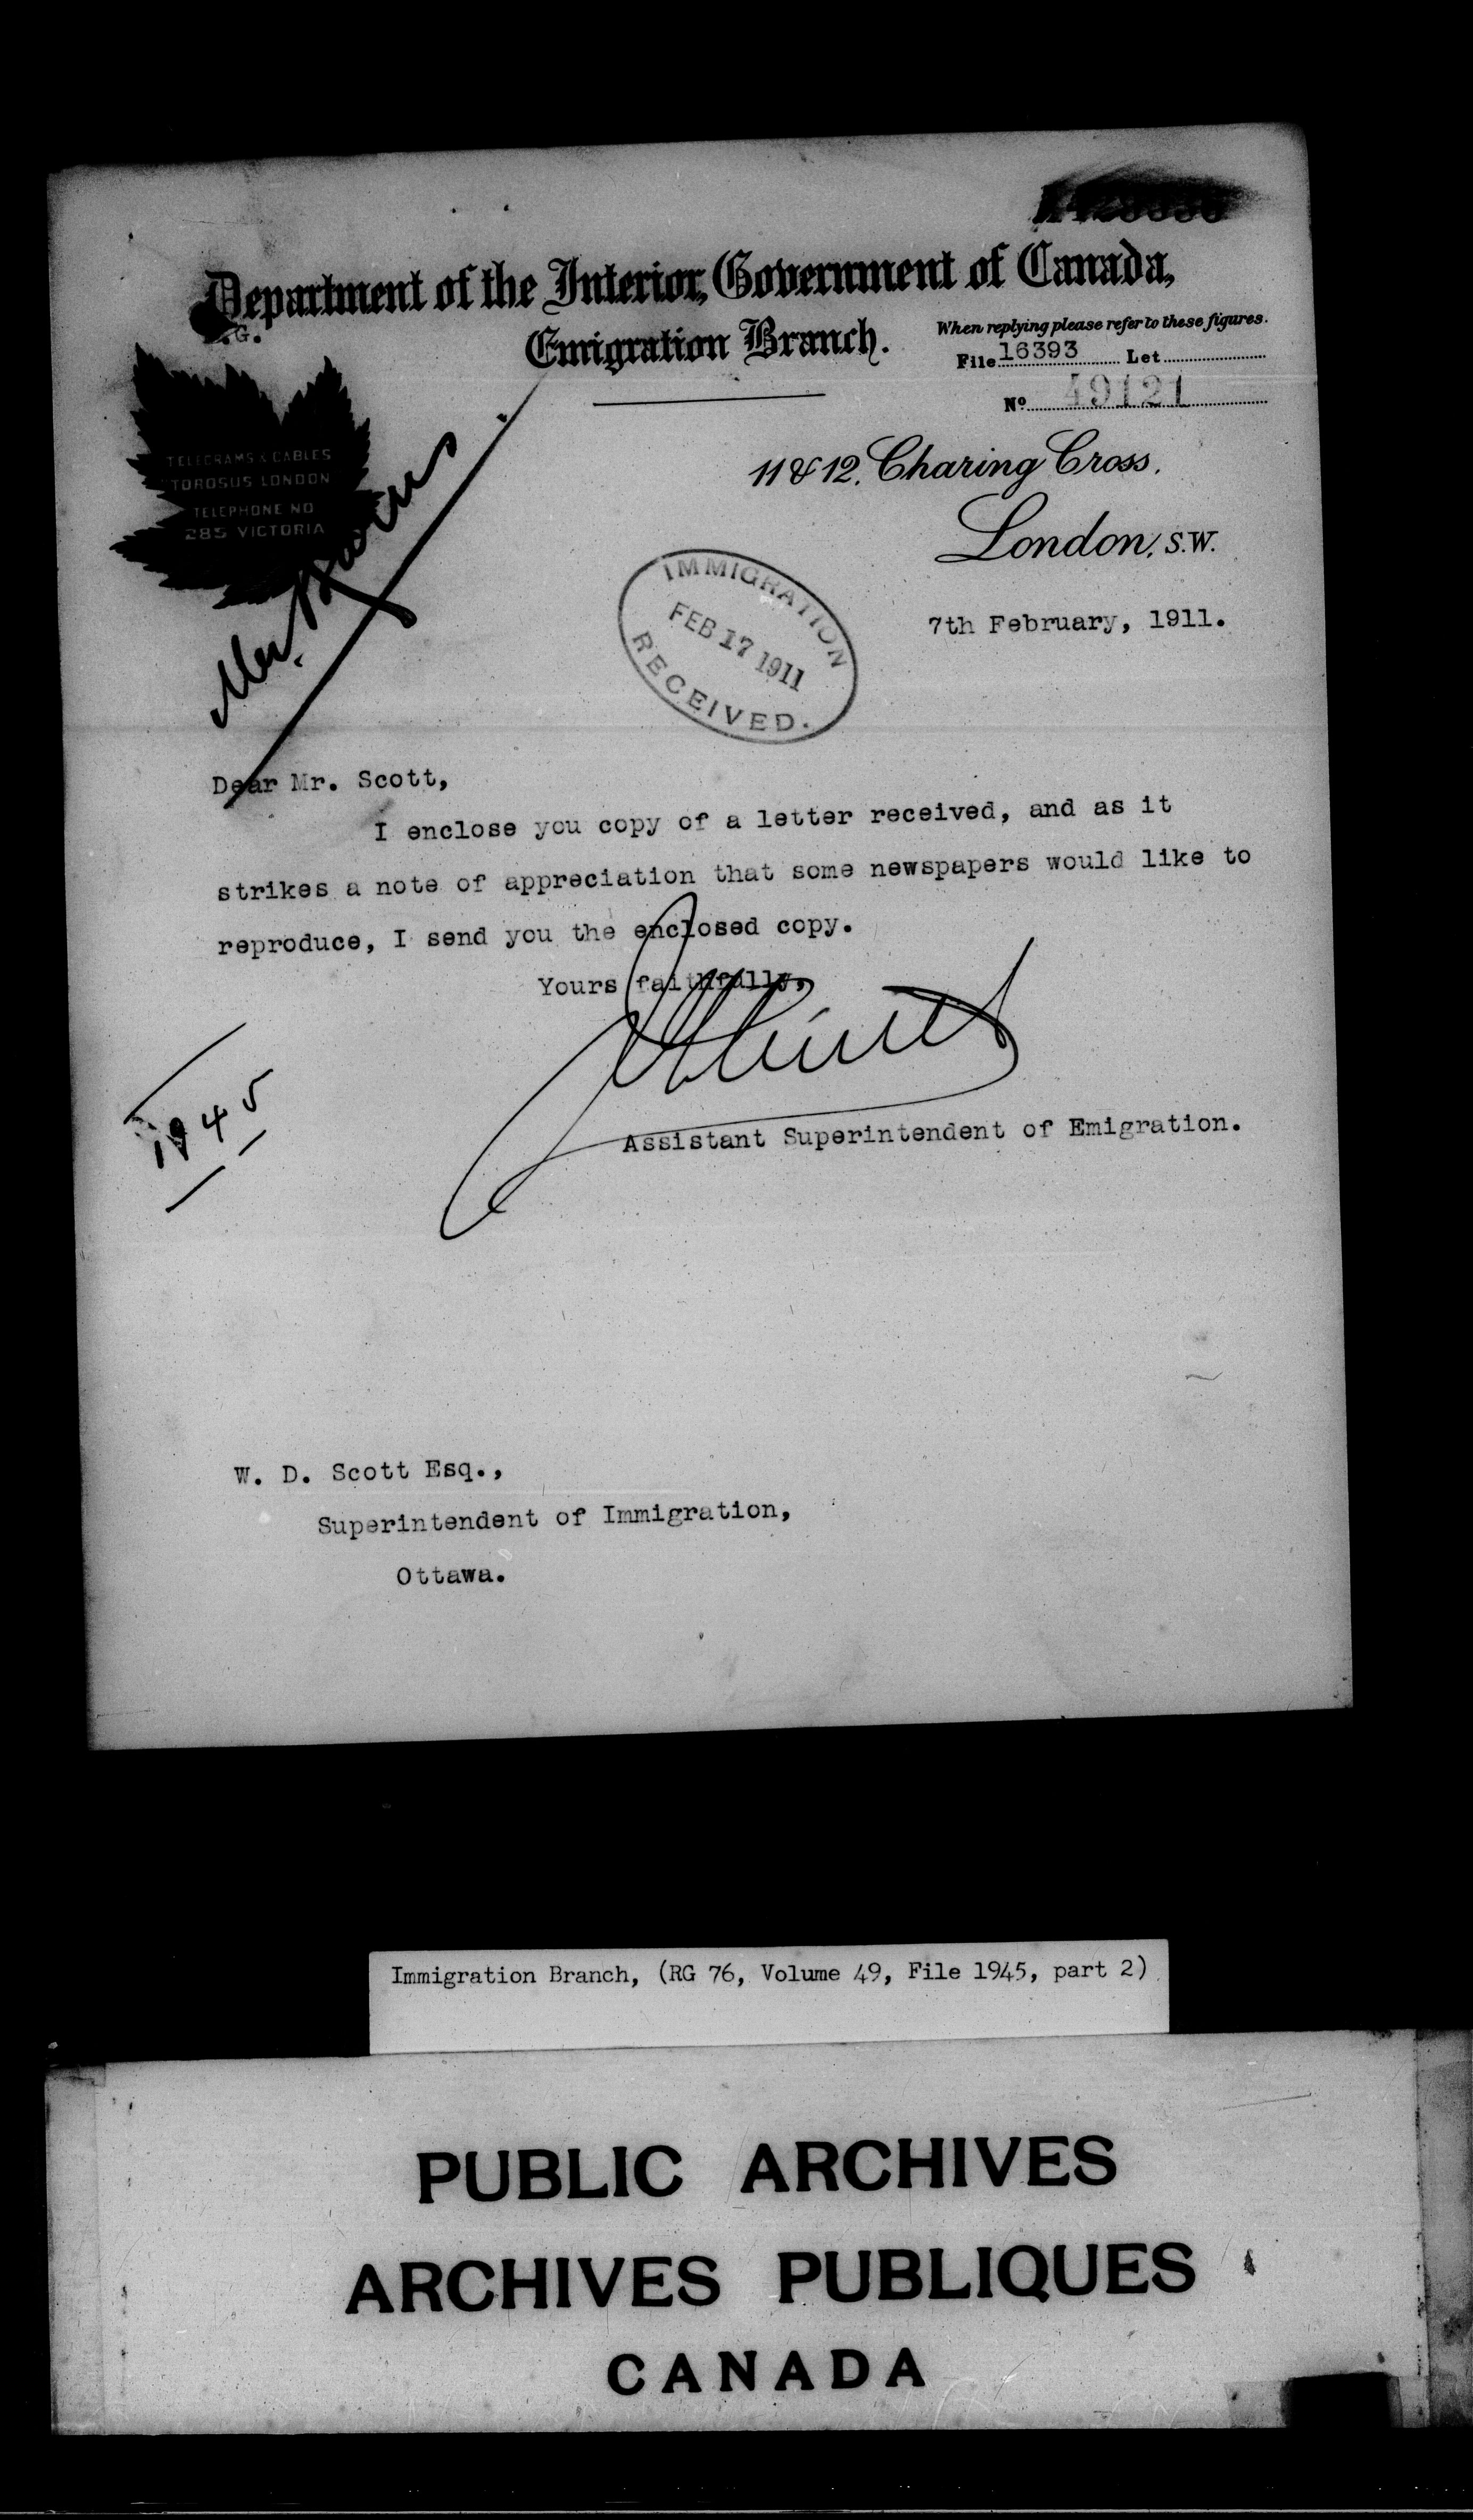 Department of the Interior, Government of Canada,
Emigration Branch.
When replying please refer to these figures.
File 16393 Let
Nº 49121
.G.
TELEGRAMS & CABLES
TOROSUS LONDON
TELEPHONE NO
285 VICTORIA
11 & 12, Charing Cross,
London, S.W.
Mr.
IMMIGRATION
FEB 17 1911
RECEIVED.
7th February, 1911.
Dear Mr. Scott,
I enclose you copy of a letter received, and as it
strikes a note of appreciation that some newspapers would like to
reproduce, I send you the enclosed copy.
Yours faithfully,
1945
Assistant Superintendent of Emigration.
W. D. Scott Esq.,
Superintendent of Immigration,
Ottawa.
Immigration Branch, (RG 76, Volume 49, File 1945, part 2)
PUBLIC ARCHIVES
ARCHIVES PUBLIQUES
CANADA